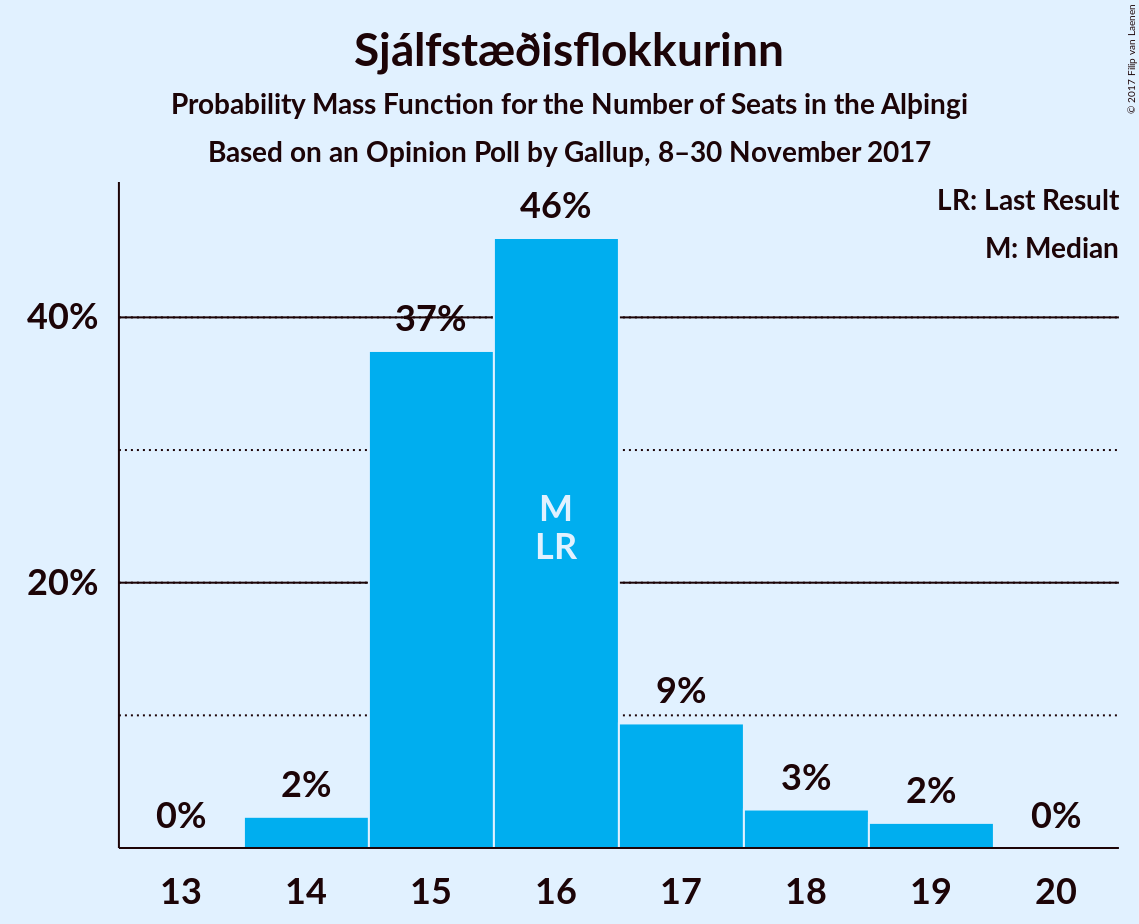 Sjálfstæðisflokkurinn
Probability Mass Function for the Number of Seats in the Alþingi
Based on an Opinion Poll by Gallup, 8–30 November 2017
© 2017 Filip van Laenen
LR: Last Result
M: Median
46%
37%
40%
M
LR
20%
9%
3%
2%
2%
0%
0%
13 14 15 16 17 18 19 20